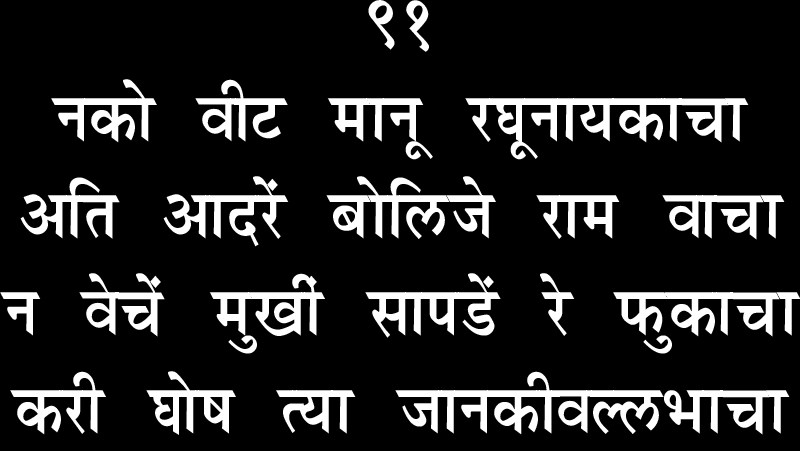 ९१
नको वीट मानू रघूनायकाचा
अति आदरें बोलिजे राम वाचा
न वेचें मुखीं सापडें रे फुकाचा
करी घोष त्या जानकीवल्लभाचा